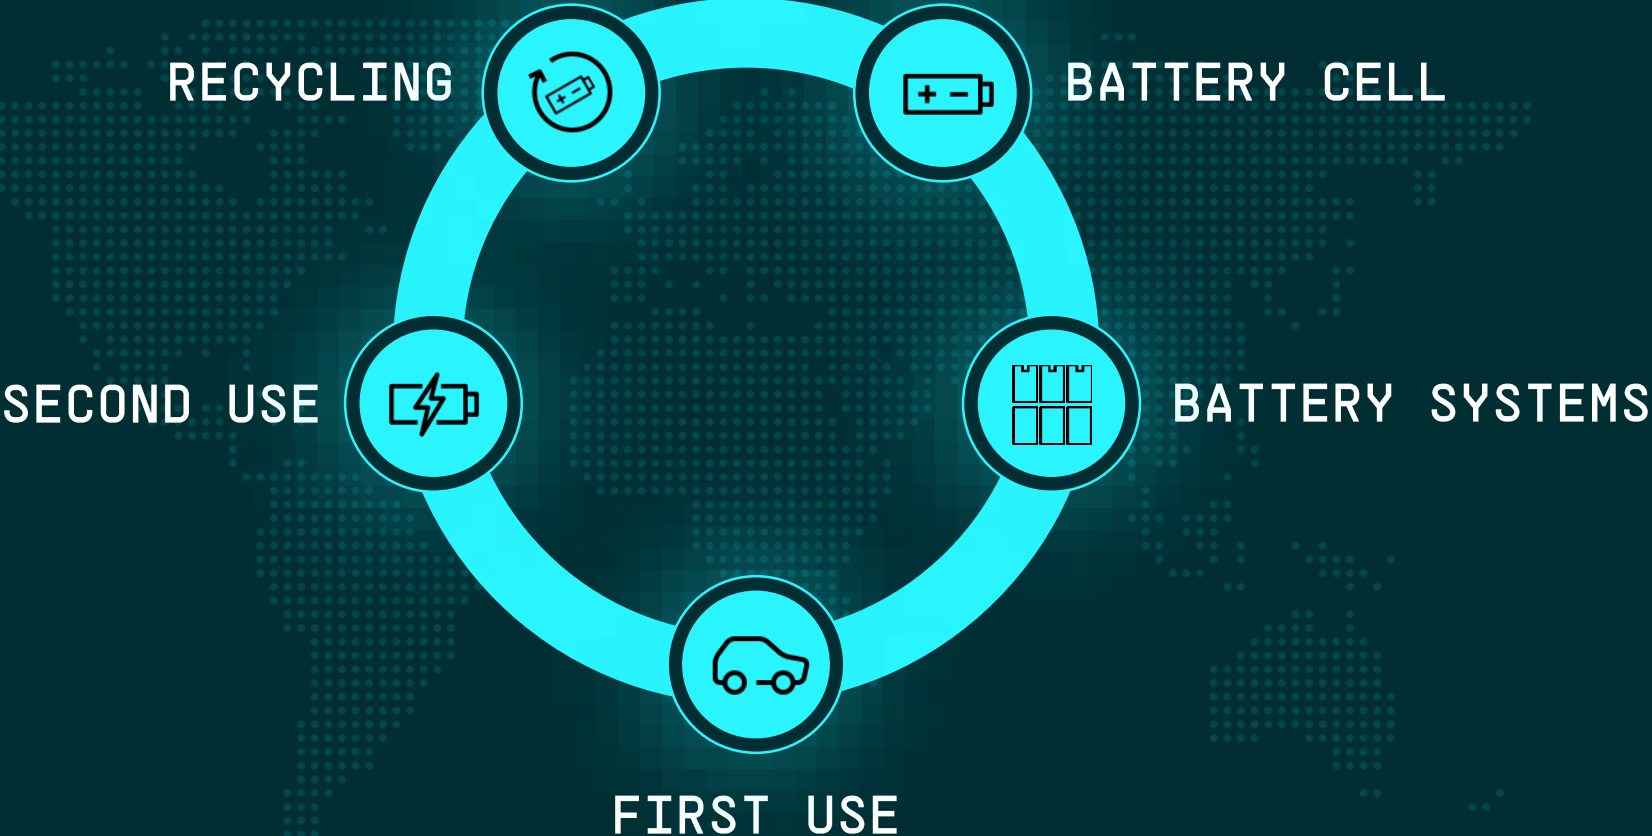 RECYCLING
BATTERY CELL
SECOND USE
BATTERY SYSTEMS
FIRST USE